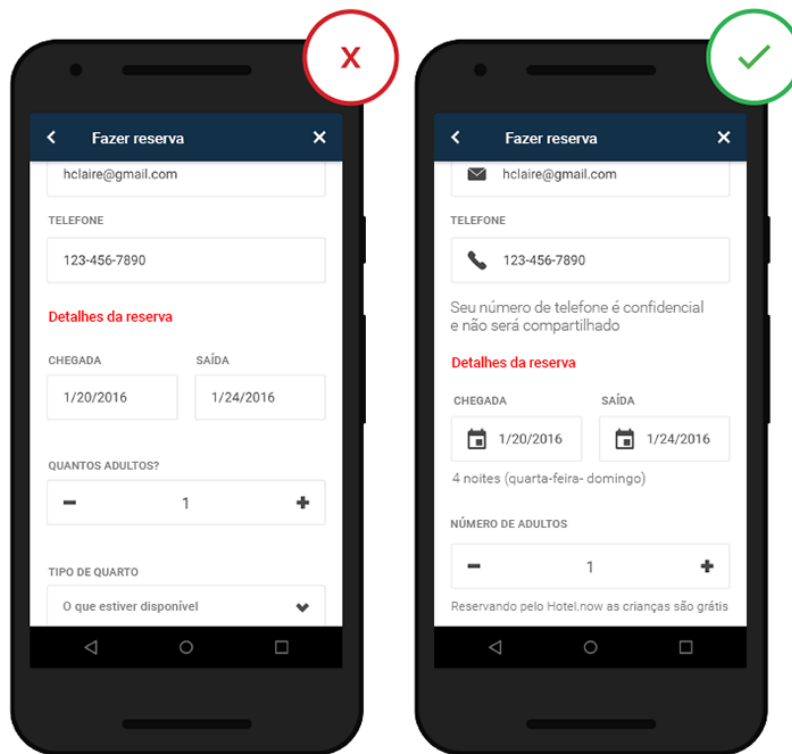 X
Fazer reserva
hclaire@gmail.com
TELEFONE
123-456-7890
Detalhes da reserva
CHEGADA SAÍDA
1/20/2016 1/24/2016
QUANTOS ADULTOS?
1
TIPO DE QUARTO
O que estiver disponível
Fazer reserva
hclaire@gmail.com
TELEFONE
123-456-7890
Seu número de telefone é confidencial
e não será compartilhado
Detalhes da reserva
CHEGADA SAÍDA
1/20/2016 1/24/2016
4 noites (quarta-feira- domingo)
NÚMERO DE ADULTOS
1
Reservando pelo Hotel.now as crianças são grátis